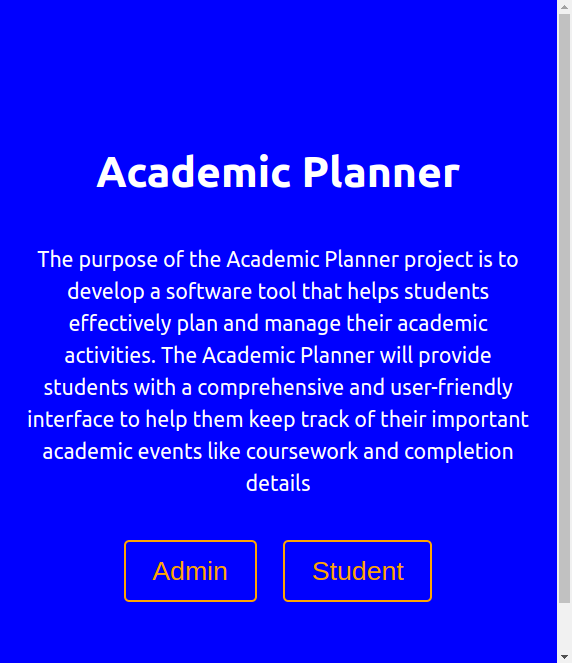 Academic Planner
The purpose of the Academic Planner project is to
develop a software tool that helps students
effectively plan and manage their academic
activities. The Academic Planner will provide
students with a comprehensive and user-friendly
interface to help them keep track of their important
academic events like coursework and completion
details
Admin
Student